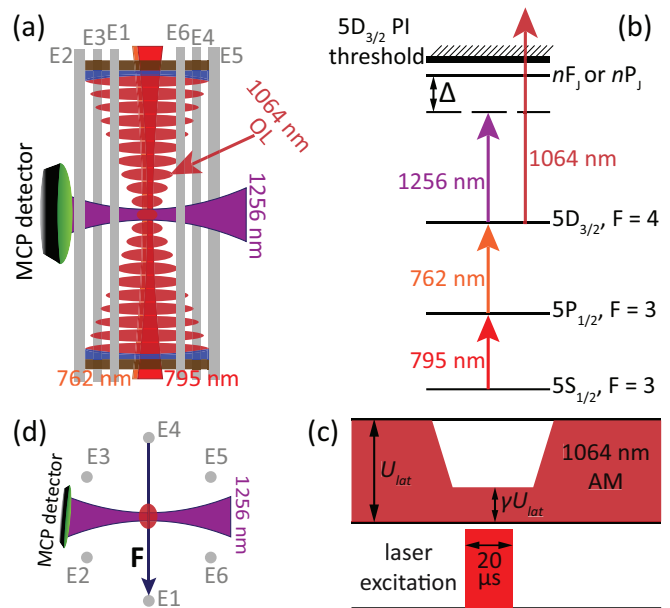 (a)
E2
E3
E1
E6
E4
E5
1064 nm
OL
MCP detector
1256
nm
762 nm
795 nm
(b)
5D3/2 PI
threshold
nFJ or nPJ
Δ
1256 nm
1064 nm
5D3/2, F = 4
762 nm
5P1/2, F = 3
795 nm
5S1/2, F = 3
(d)
E4
E3
E5
MCP detector
1256
nm
F
E2
E6
E1
(c)
Ulat
1064 nm
AM
γUlat
laser
excitation
20
μs